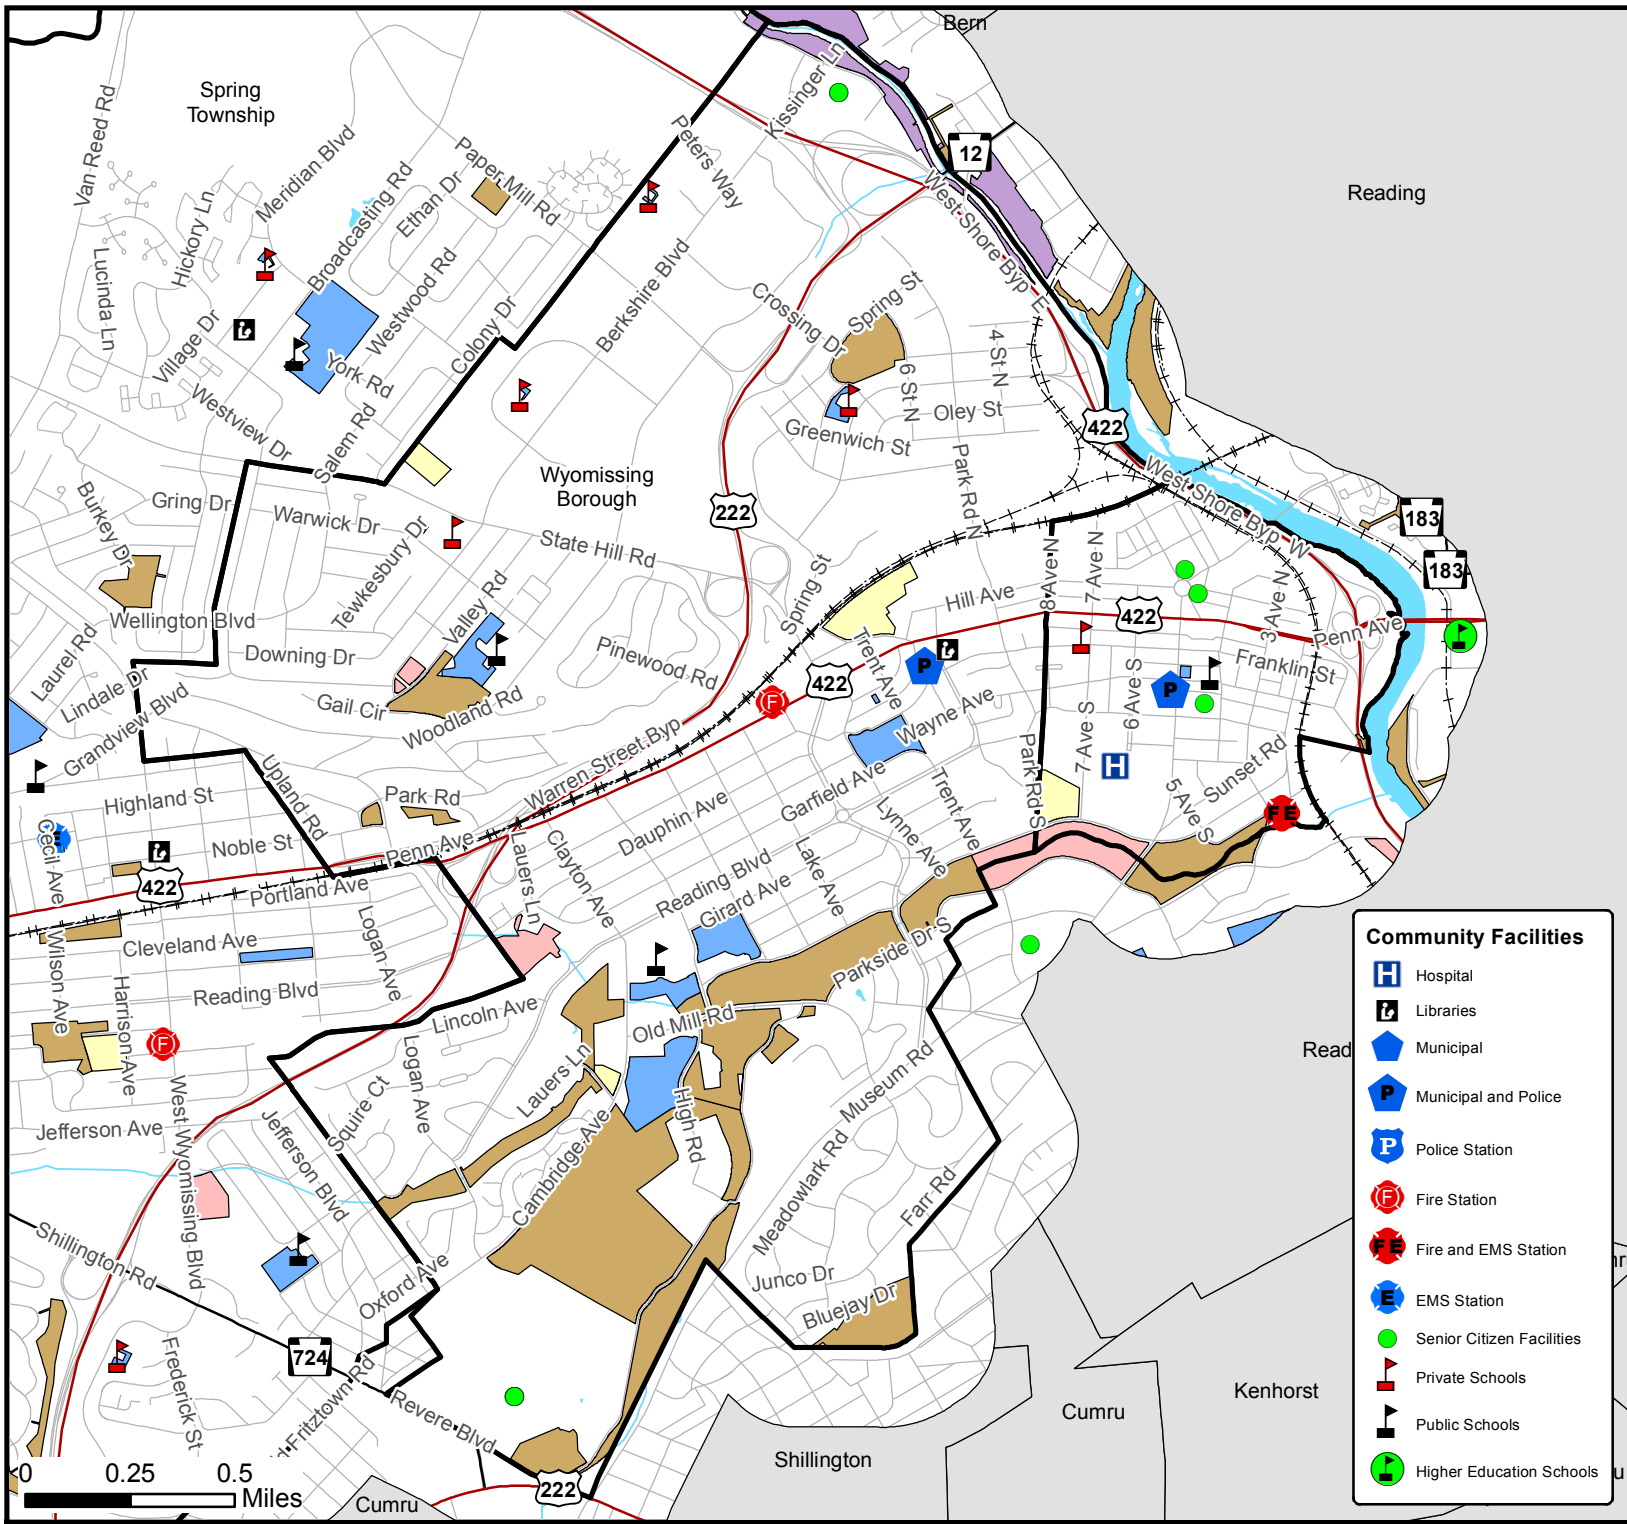 Bern
Spring
Township
Van Reed Rd
Meridian Blvd
Paper Mill Rd
Peters Way
Kissinger Ln
12
Reading
Hickory Ln
Broadcasting Rd
Ethan Dr
Westwood Rd
Lucinda Ln
Village Dr
York Rd
Colony Dr
Berkshire Blvd
Crossing Dr
Spring St
West Shore Byp E
4 St N
6 St N
Oley St
Greenwich St
422
Westview Dr
Salem Rd
Wyomissing
Borough
Park Rd N
West Shore Byp W
183
183
Burkey Dr
Gring Dr
Warwick Dr
Tewkesbury Dr
State Hill Rd
222
Spring St
8 Ave N
7 Ave N
3 Ave N
Hill Ave
422
Penn Ave
Franklin St
Wellington Blvd
Valley Rd
Downing Dr
Laurel Rd
Lindale Dr
Grandview Blvd
Gail Cir
Woodland Rd
Pinewood Rd
Trent Ave
422
P
Wayne Ave
6 Ave S
7 Ave S
P
Park Rd S
H
5 Ave S
Sunset Rd
F E
F
Warren Street Byp
Upland Rd
Highland St
Park Rd
Noble St
Penn Ave
Cecil Ave
E
422
Portland Ave
Dauphin Ave
Garfield Ave
Trent Ave
Lynne Ave
Lauers Ln
Clayton Ave
Reading Blvd
Girard Ave
Lake Ave
Wilson Ave
Cleveland Ave
Logan Ave
Reading Blvd
Harrison Ave
Lincoln Ave
Old Mill Rd
Parkside Dr S
F
Logan Ave
Lauers Ln
Museum Rd
Squire Ct
High Rd
Jefferson Ave
West Wyomissing Blvd
Jefferson Blvd
Cambridge Ave
Meadowlark Rd
Farr Rd
Shillington Rd
Oxford Ave
Junco Dr
Bluejay Dr
724
Frederick St
d Fritztown Rd
Revere Blvd
222
Cumru
Shillington
Cumru
Kenhorst
Read
0 0.25 0.5
Miles
Community Facilities
H Hospital
Libraries
Municipal
P Municipal and Police
P Police Station
F Fire Station
F E Fire and EMS Station
E EMS Station
Senior Citizen Facilities
Private Schools
Public Schools
Higher Education Schools